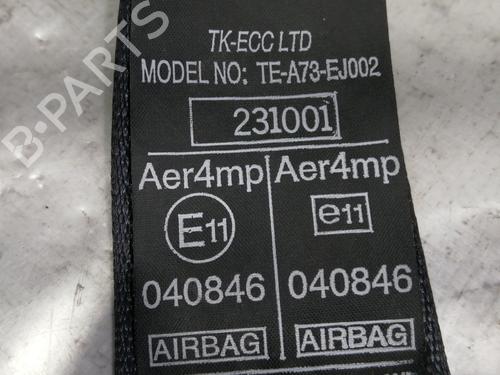 TK-ECC LTD
MODEL NO: TE-A73-EJ002
231001
Aer4mp Aer4mp
E11 e11
040846 040846
AIRBAG AIRBAG
B-PARTS